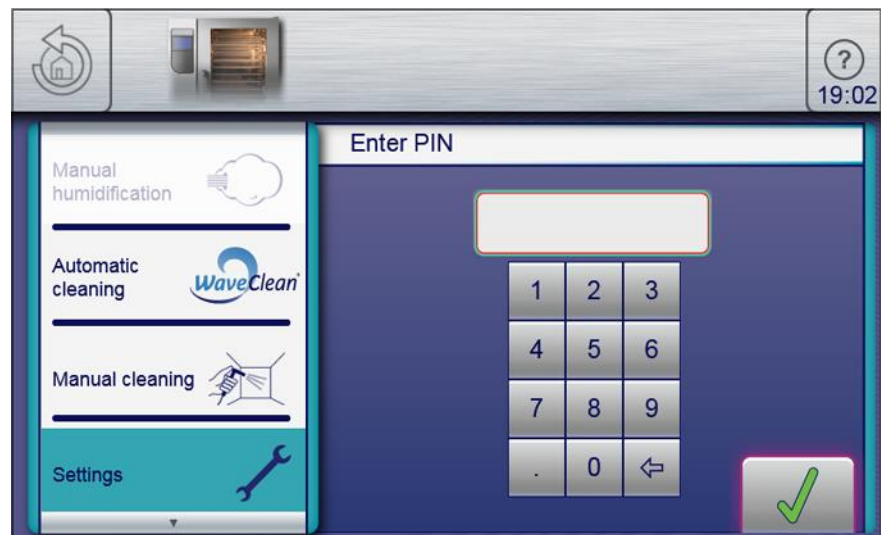 ?
19:02
Enter PIN
Manual
humidification
Automatic
cleaning
WaveClean
Manual cleaning
Settings
1 2 3
4 5 6
7 8 9
. 0